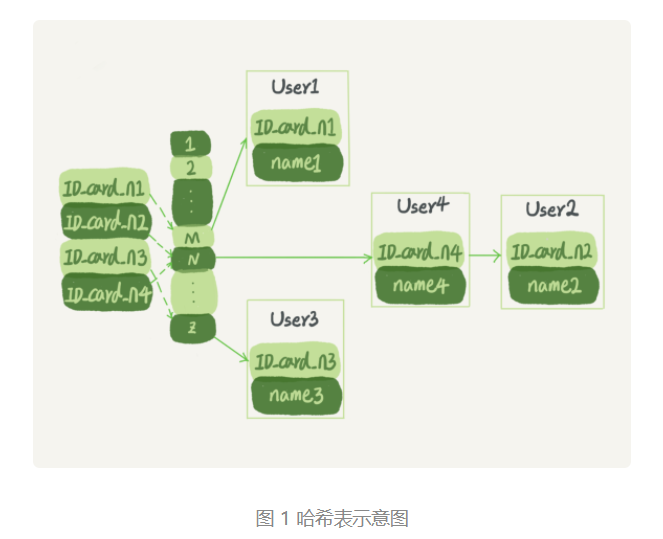 User1
ID_card_n1
name1
1
2
M
N
Z
ID_card_n1
ID_card_n2
ID_card_n3
ID_card_n4
User4
ID_card_n4
name4
User2
ID_card_n2
name2
User3
ID_card_n3
name3
图 1 哈希表示意图